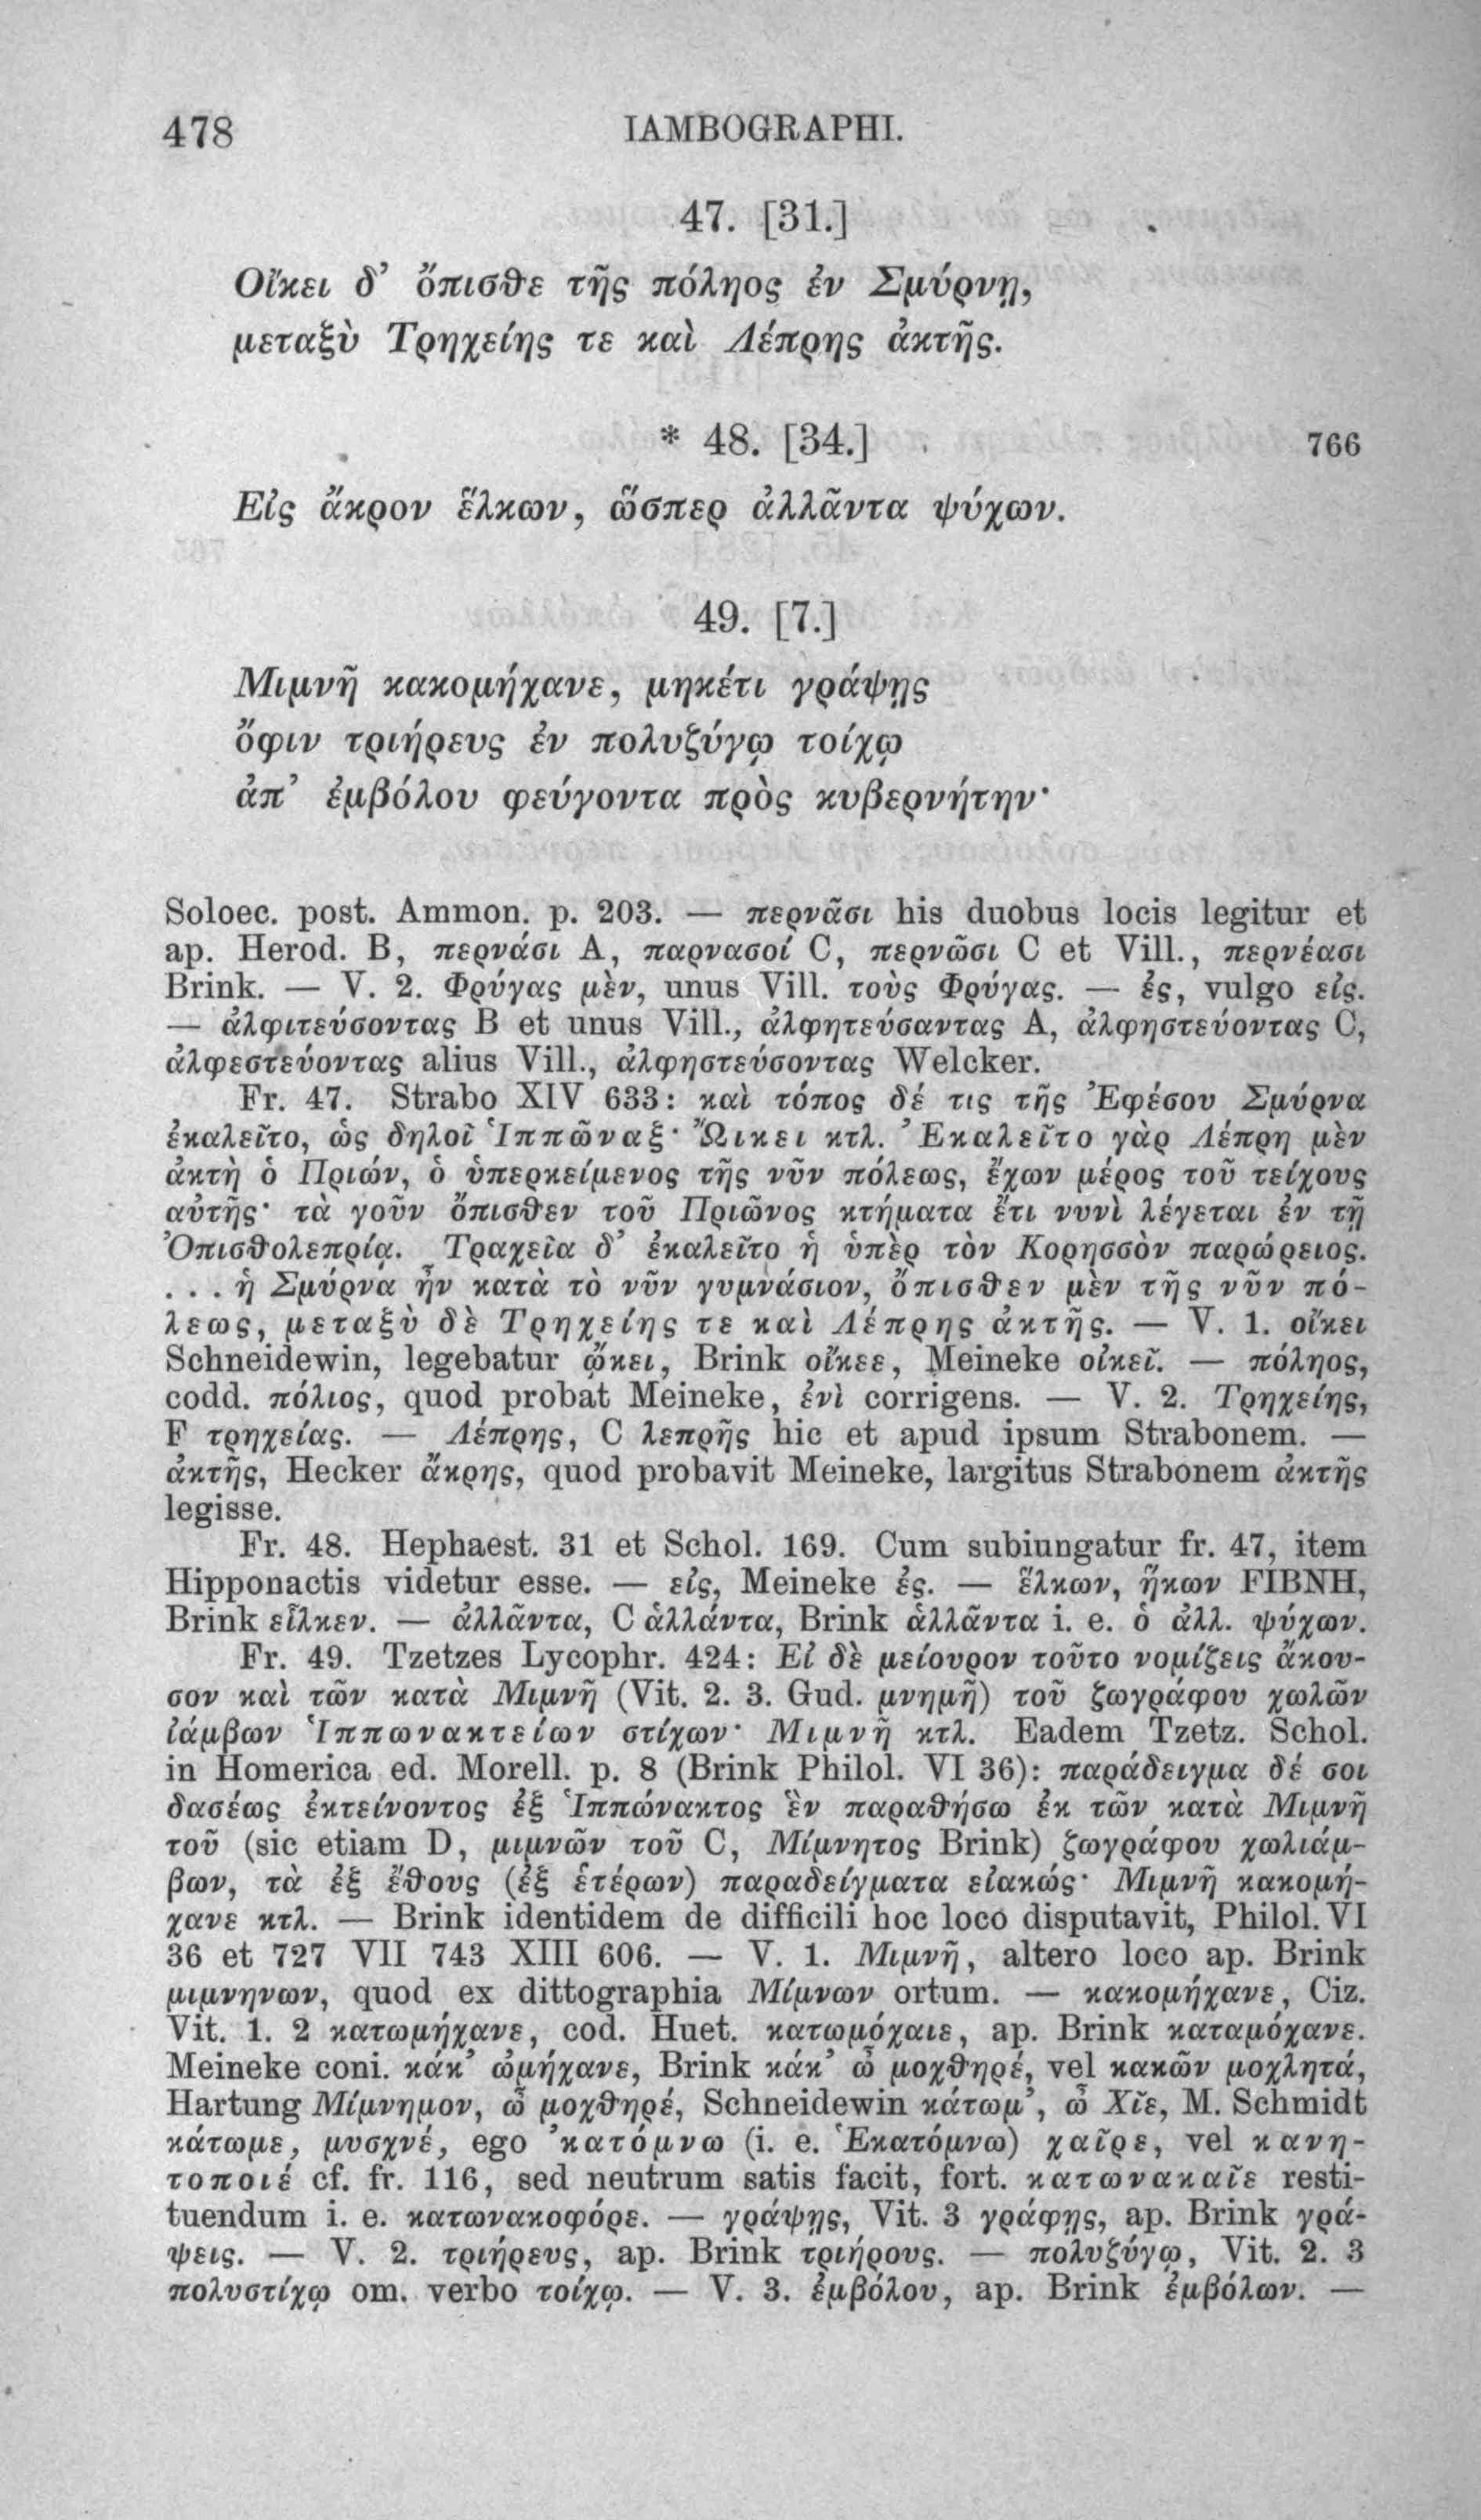 478
IAMBOGRAPHI.
47. [31.]
Οἴκει δ’ ὄπισθε τῆς πόληος ἐν Σμύρνῃ,
μεταξὺ Τρηχείης τε καὶ Λέπρης ἀκτῆς.
* 48. [34.]
766
Εἰς ἄκρον ἕλκων, ὥσπερ ἀλλᾶντα ψύχων.
49. [7.]
Μιμνῆ κακομήχανε, μηκέτι γράψῃς
ὄφιν τριήρευς ἐν πολυζύγῳ τοίχῳ
ἀπ’ ἐμβόλου φεύγοντα πρὸς κυβερνήτην·
Soloec. post. Ammon. p. 203. — περνᾶσι his duobus locis legitur et
ap. Herod. B, περνάσι A, παρνασοί C, περνῶσι C et Vill., περνέασι
Brink. — V. 2. Φρύγας μὲν, unus Vill. τοὺς Φρύγας. — ἐς, vulgo εἰς.
— ἀλφιτεύσοντας B et unus Vill., ἀλφητεύσαντας A, ἀλφηστεύοντας C,
ἀλφεστεύοντας alius Vill., ἀλφηστεύσοντας Welcker.
Fr. 47. Strabo XIV 633: καὶ τόπος δέ τις τῆς Ἐφέσου Σμύρνα
ἐκαλεῖτο, ὡς δηλοῖ Ἱππῶναξ· Ὤικει κτλ. Ἐκαλεῖτο γὰρ Λέπρη μὲν
ἀκτὴ ὁ Πριών, ὁ ὑπερκείμενος τῆς νῦν πόλεως, ἔχων μέρος τοῦ τείχους
αὐτῆς· τὰ γοῦν ὄπισθεν τοῦ Πριῶνος κτήματα ἔτι νυνὶ λέγεται ἐν τῇ
Ὀπισθολεπρίᾳ. Τραχεῖα δ’ ἐκαλεῖτο ἡ ὑπὲρ τὸν Κορησσὸν παρώρειος.
... ἡ Σμύρνα ἦν κατὰ τὸ νῦν γυμνάσιον, ὄπισθεν μὲν τῆς νῦν πό-
λεως, μεταξὺ δὲ Τρηχείης τε καὶ Λέπρης ἀκτῆς. — V. 1. οἴκει
Schneidewin, legebatur ᾤκει, Brink οἴκεε, Meineke οἰκεῖ. — πόληος,
codd. πόλιος, quod probat Meineke, ἐνὶ corrigens. — V. 2. Τρηχείης,
F τρηχείας. — Λέπρης, C λεπρῆς hic et apud ipsum Strabonem. —
ἀκτῆς, Hecker ἄκρης, quod probavit Meineke, largitus Strabonem ἀκτῆς
legisse.
Fr. 48. Hephaest. 31 et Schol. 169. Cum subiungatur fr. 47, item
Hipponactis videtur esse. — εἰς, Meineke ἐς. — ἕλκων, ἥκων FIBNH,
Brink εἷλκεν. — ἀλλᾶντα, C ἀλλάντα, Brink ἁλλᾶντα i. e. ὁ ἀλλ. ψύχων.
Fr. 49. Tzetzes Lycophr. 424: Εἰ δὲ μείουρον τοῦτο νομίζεις ἄκου-
σον καὶ τῶν κατὰ Μιμνῆ (Vit. 2. 3. Gud. μνημῆ) τοῦ ζωγράφου χωλῶν
ἰάμβων Ἱππωνακτείων στίχων· Μιμνῆ κτλ. Eadem Tzetz. Schol.
in Homerica ed. Morell. p. 8 (Brink Philol. VI 36): παράδειγμα δέ σοι
δασέως ἐκτείνοντος ἐξ Ἱππώνακτος ἓν παραθήσω ἐκ τῶν κατὰ Μιμνῆ
τοῦ (sic etiam D, μιμνῶν τοῦ C, Μίμνητος Brink) ζωγράφου χωλιάμ-
βων, τὰ ἐξ ἔθους (ἐξ ἑτέρων) παραδείγματα εἰακώς· Μιμνῆ κακομή-
χανε κτλ. — Brink identidem de difficili hoc loco disputavit, Philol. VI
36 et 727 VII 743 XIII 606. — V. 1. Μιμνῆ, altero loco ap. Brink
μιμνηνων, quod ex dittographia Μίμνων ortum. — κακομήχανε, Ciz.
Vit. 1. 2 κατωμήχανε, cod. Huet. κατωμόχαιε, ap. Brink καταμόχανε.
Meineke coni. κάκ’ ὠμήχανε, Brink κάκ’ ὦ μοχθηρέ, vel κακῶν μοχλητά,
Hartung Μίμνημον, ὦ μοχθηρέ, Schneidewin κάτωμ’, ὦ Χῖε, M. Schmidt
κάτωμε, μυσχνέ, ego ’κατόμνω (i. e. Ἑκατόμνω) χαῖρε, vel κανη-
τοποιέ cf. fr. 116, sed neutrum satis facit, fort. κατωνακαῖε resti-
tuendum i. e. κατωνακοφόρε. — γράψῃς, Vit. 3 γράφῃς, ap. Brink γρά-
ψεις. — V. 2. τριήρευς, ap. Brink τριήρους. — πολυζύγῳ, Vit. 2. 3
πολυστίχῳ om. verbo τοίχῳ. — V. 3. ἐμβόλου, ap. Brink ἐμβόλων. —